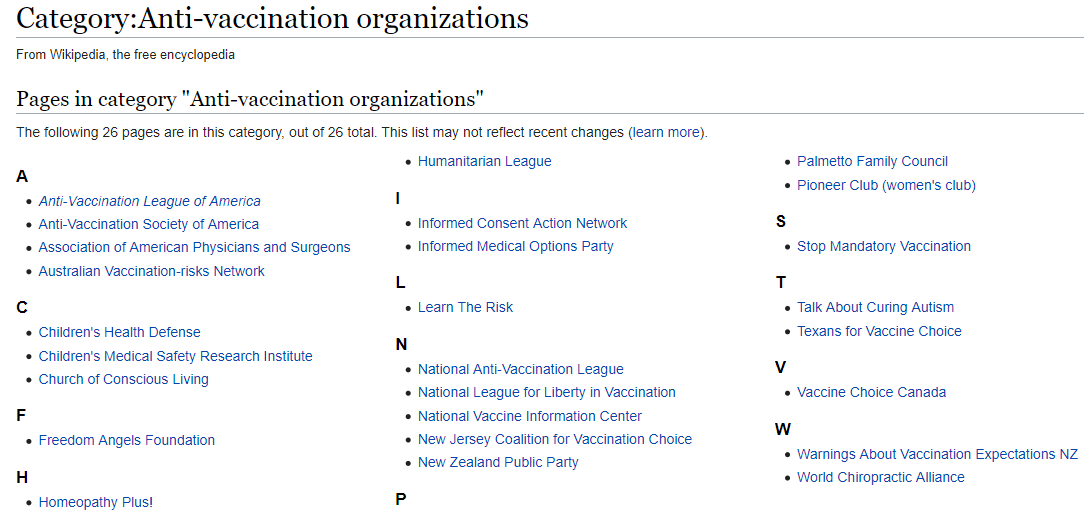 Category:Anti-vaccination organizations
From Wikipedia, the free encyclopedia
Pages in category "Anti-vaccination organizations"
The following 26 pages are in this category, out of 26 total. This list may not reflect recent changes (learn more).
A
• Anti-Vaccination League of America
• Anti-Vaccination Society of America
• Association of American Physicians and Surgeons
• Australian Vaccination-risks Network
C
• Children's Health Defense
• Children's Medical Safety Research Institute
• Church of Conscious Living
F
• Freedom Angels Foundation
H
• Homeopathy Plus!
• Humanitarian League
I
• Informed Consent Action Network
• Informed Medical Options Party
L
• Learn The Risk
N
• National Anti-Vaccination League
• National League for Liberty in Vaccination
• National Vaccine Information Center
• New Jersey Coalition for Vaccination Choice
• New Zealand Public Party
P
• Palmetto Family Council
• Pioneer Club (women's club)
S
• Stop Mandatory Vaccination
T
• Talk About Curing Autism
• Texans for Vaccine Choice
V
• Vaccine Choice Canada
W
• Warnings About Vaccination Expectations NZ
• World Chiropractic Alliance